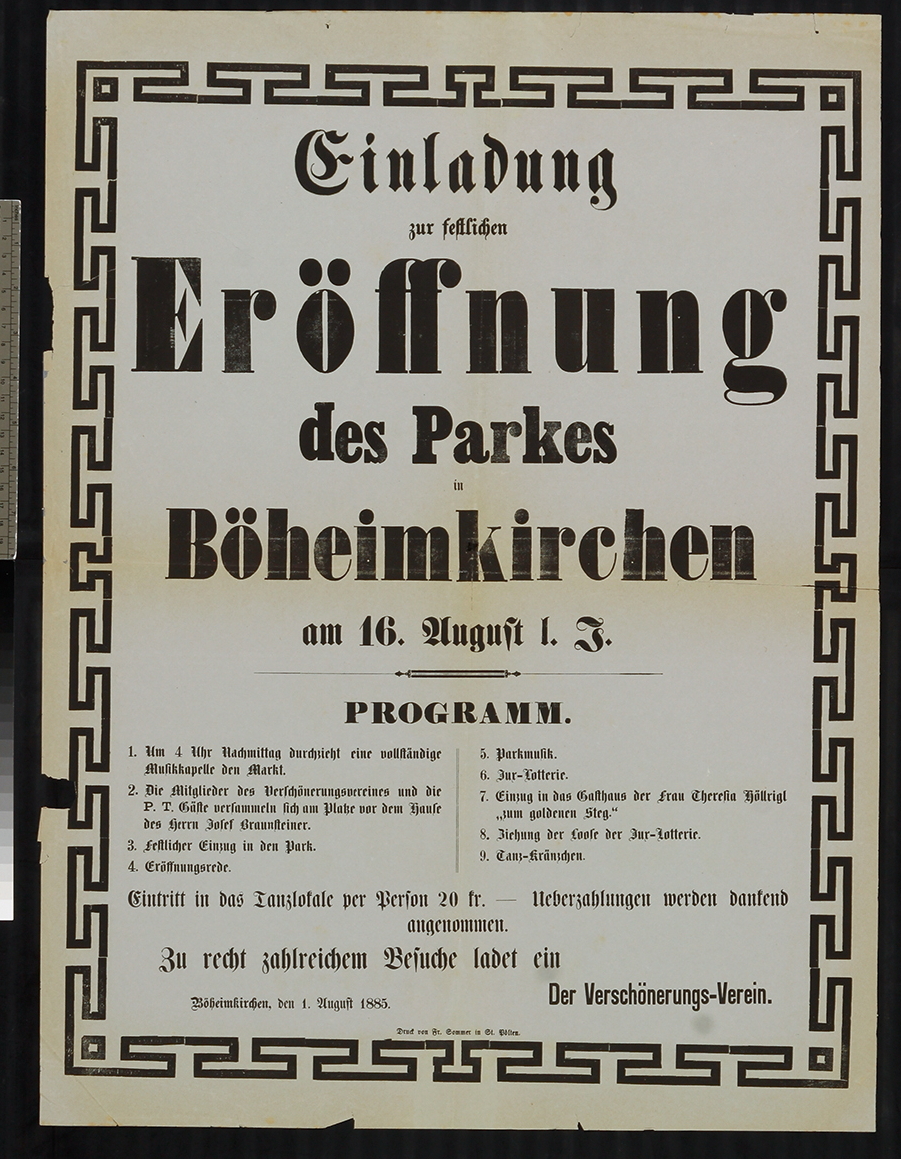 Einladung
zur festlichen
Eröffnung
des Parkes
in
Böheimkirchen
am 16. August l. J.
PROGRAMM.
1. Um 4 Uhr Nachmittag durchzieht eine vollständige
Musikkapelle den Markt.
2. Die Mitglieder des Verschönerungsvereines und die
P. T. Gäste versammeln sich am Platze vor dem Hause
des Herrn Josef Braunsteiner.
3. Festlicher Einzug in den Park.
4. Eröffnungsrede.
5. Parkmusik.
6. Jux-Lotterie.
7. Einzug in das Gasthaus der Frau Theresia Höllrigl
„zum goldenen Steg.“
8. Ziehung der Loose der Jux-Lotterie.
9. Tanz-Kränzchen.
Eintritt in das Tanzlokale per Person 20 kr. — Ueberzahlungen werden dankend
angenommen.
Zu recht zahlreichem Besuche ladet ein
Der Verschönerungs-Verein.
Böheimkirchen, den 1. August 1885.
Druck von Fr. Sommer in St. Pölten.